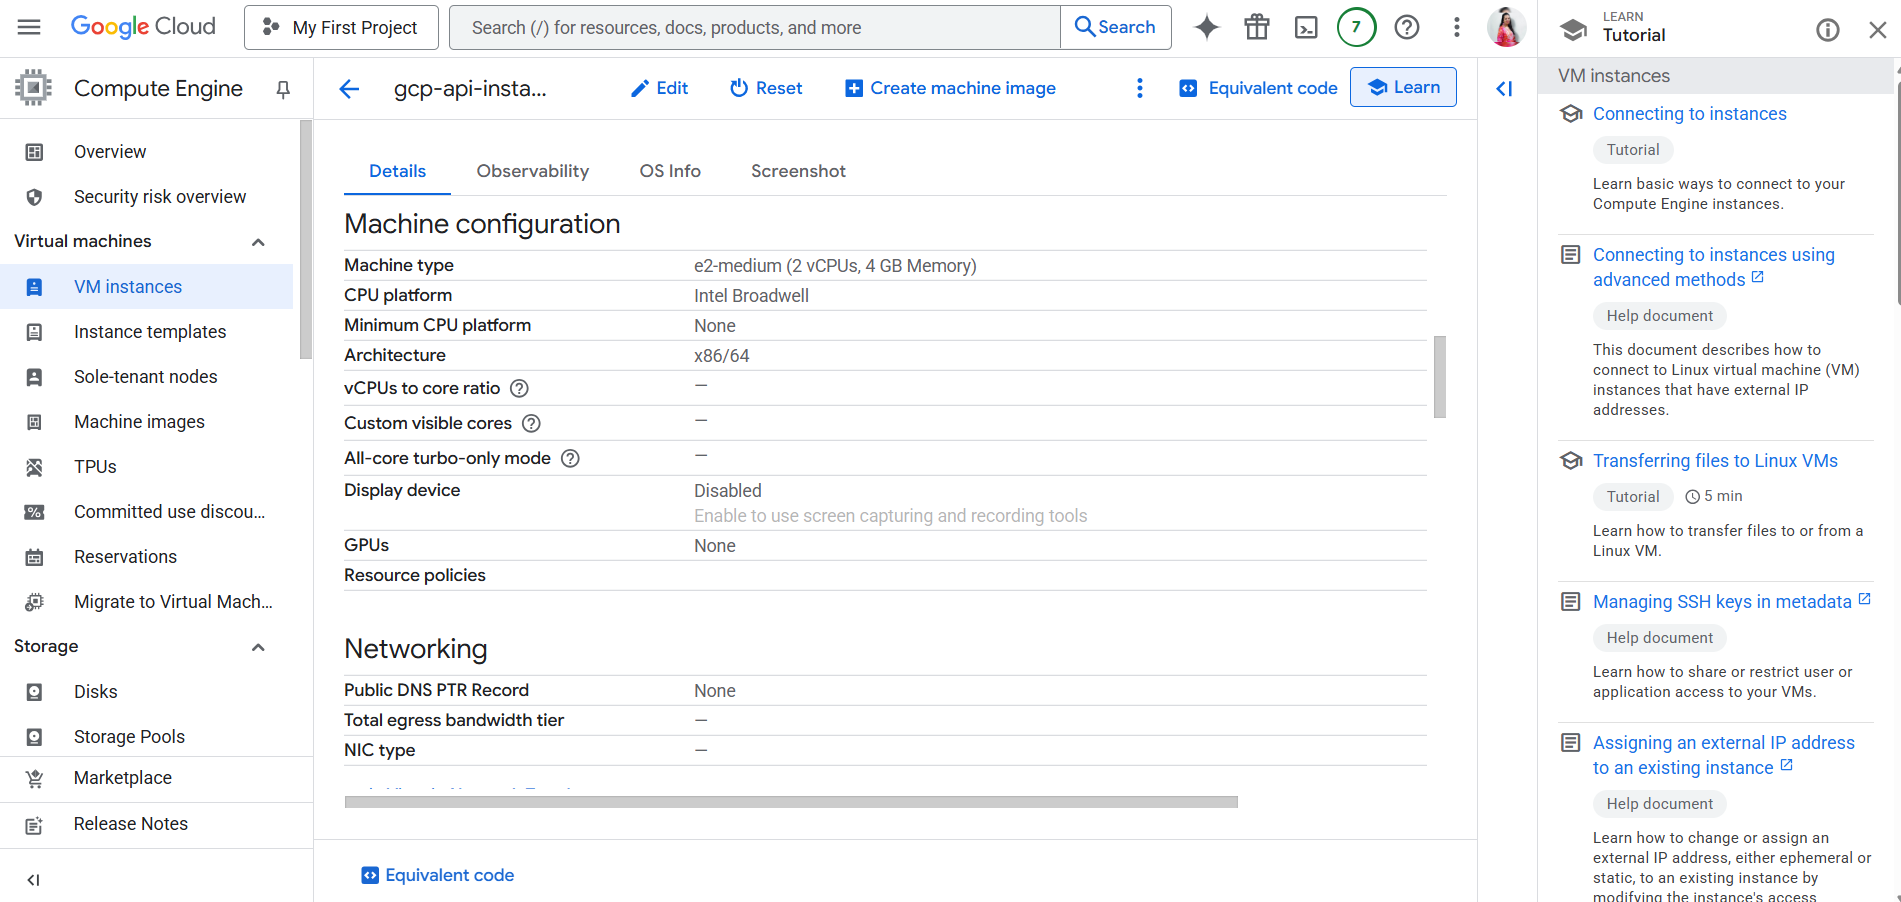 Google Cloud
My First Project
Search (/) for resources, docs, products, and more
Search
7
LEARN
Tutorial
Compute Engine
Overview
Security risk overview
Virtual machines
VM instances
Instance templates
Sole-tenant nodes
Machine images
TPUs
Committed use discou...
Reservations
Migrate to Virtual Mach...
Storage
Disks
Storage Pools
Marketplace
Release Notes
gcp-api-insta...
Edit
Reset
Create machine image
Equivalent code
Learn
Details
Observability
OS Info
Screenshot
Machine configuration
Machine type e2-medium (2 vCPUs, 4 GB Memory)
CPU platform Intel Broadwell
Minimum CPU platform None
Architecture x86/64
vCPUs to core ratio —
Custom visible cores —
All-core turbo-only mode —
Display device Disabled
Enable to use screen capturing and recording tools
GPUs None
Resource policies
Networking
Public DNS PTR Record None
Total egress bandwidth tier —
NIC type —
Equivalent code
VM instances
Connecting to instances
Tutorial
Learn basic ways to connect to your
Compute Engine instances.
Connecting to instances using
advanced methods
Help document
This document describes how to
connect to Linux virtual machine (VM)
instances that have external IP
addresses.
Transferring files to Linux VMs
Tutorial 5 min
Learn how to transfer files to or from a
Linux VM.
Managing SSH keys in metadata
Help document
Learn how to share or restrict user or
application access to your VMs.
Assigning an external IP address
to an existing instance
Help document
Learn how to change or assign an
external IP address, either ephemeral or
static, to an existing instance by
modifying the instance's access